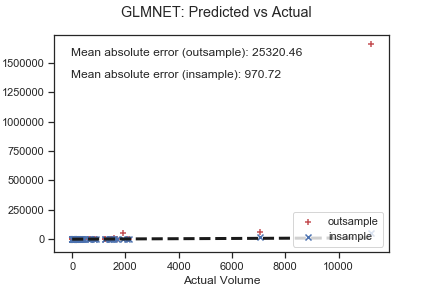 GLMNET: Predicted vs Actual
Mean absolute error (outsample): 25320.46
Mean absolute error (insample): 970.72
1500000
1250000
1000000
750000
500000
250000
0
outsample
insample
0 2000 4000 6000 8000 10000
Actual Volume